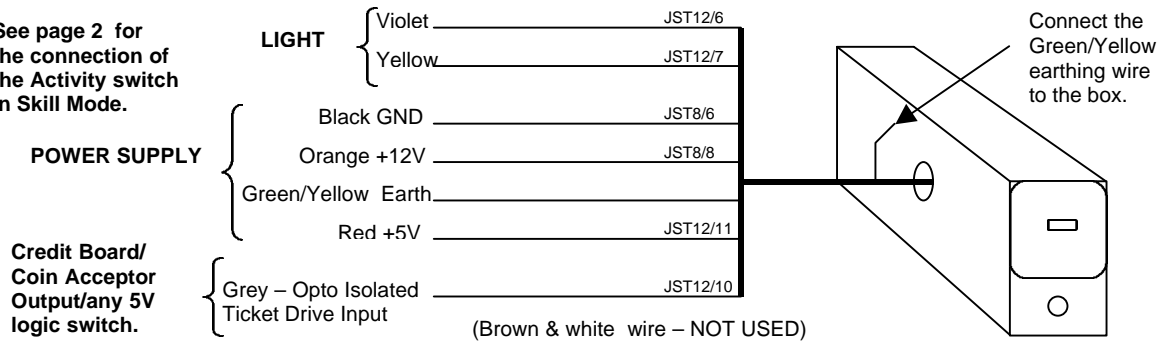 See page 2 for
the connection of
the Activity switch
in Skill Mode.
LIGHT
Violet JST12/6
Yellow JST12/7
POWER SUPPLY
Black GND JST8/6
Orange +12V JST8/8
Green/Yellow Earth
Red +5V JST12/11
Credit Board/
Coin Acceptor
Output/any 5V
logic switch.
Grey – Opto Isolated JST12/10
Ticket Drive Input
(Brown & white wire – NOT USED)
Connect the
Green/Yellow
earthing wire
to the box.